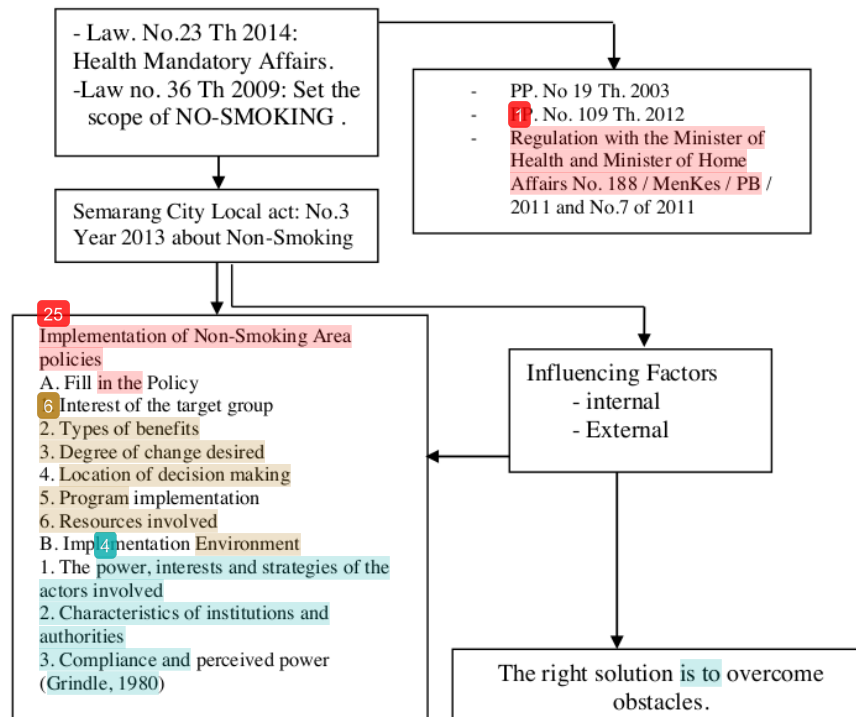 - Law. No.23 Th 2014:
Health Mandatory Affairs.
-Law no. 36 Th 2009: Set the
scope of NO-SMOKING .
- PP. No 19 Th. 2003
- 1 P. No. 109 Th. 2012
- Regulation with the Minister of
Health and Minister of Home
Affairs No. 188 / MenKes / PB /
2011 and No.7 of 2011
Semarang City Local act: No.3
Year 2013 about Non-Smoking
25
Implementation of Non-Smoking Area
policies
A. Fill in the Policy
6 Interest of the target group
2. Types of benefits
3. Degree of change desired
4. Location of decision making
5. Program implementation
6. Resources involved
B. Implementation Environment
4
1. The power, interests and strategies of the
actors involved
2. Characteristics of institutions and
authorities
3. Compliance and perceived power
(Grindle, 1980)
Influencing Factors
- internal
- External
The right solution is to overcome
obstacles.